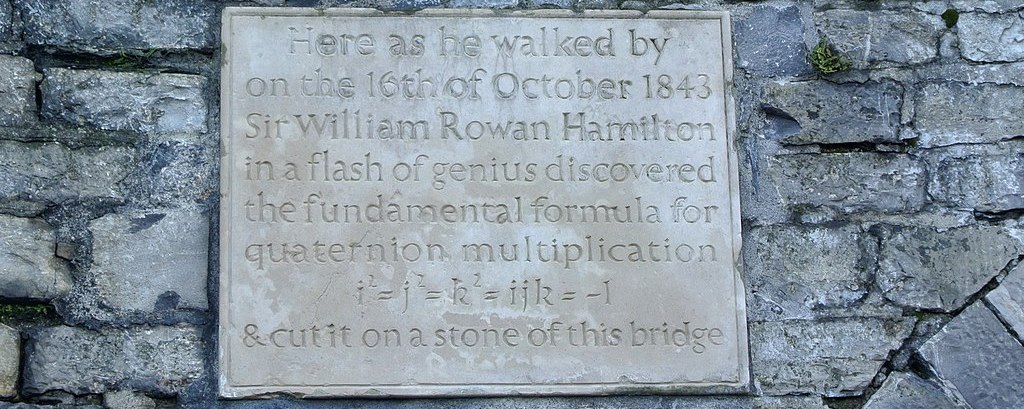 Here as he walked by
on the 16th of October 1843
Sir William Rowan Hamilton
in a flash of genius discovered
the fundamental formula for
quaternion multiplication
i² = j² = k² = ijk = -1
& cut it on a stone of this bridge